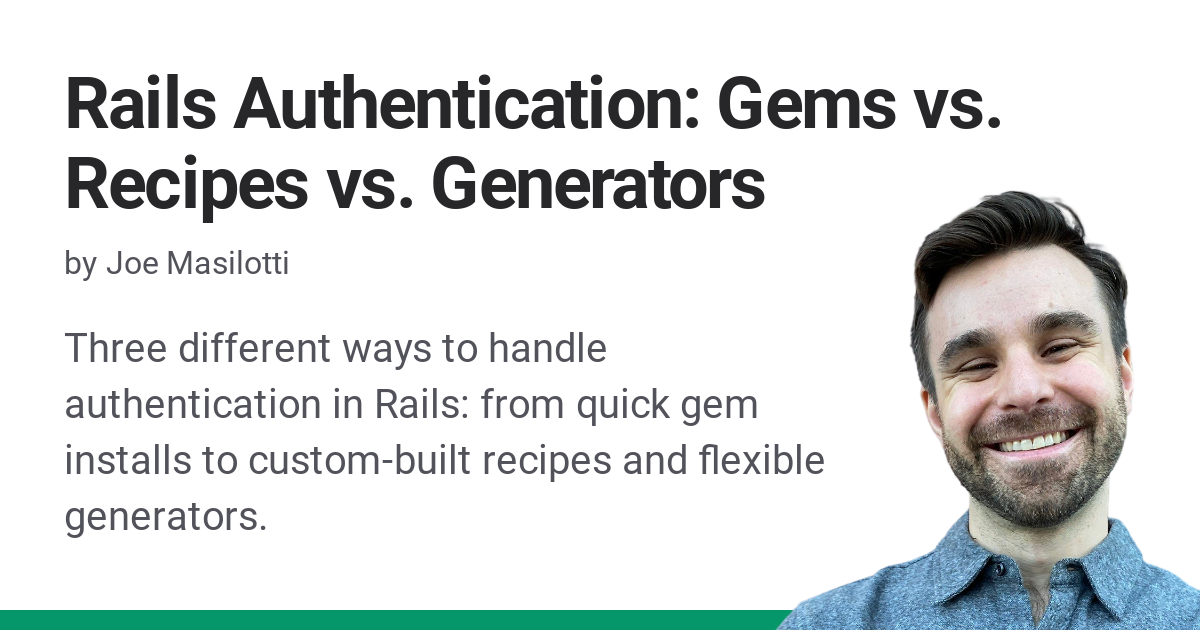 Rails Authentication: Gems vs.
Recipes vs. Generators
by Joe Masilotti
Three different ways to handle
authentication in Rails: from quick gem
installs to custom-built recipes and flexible
generators.